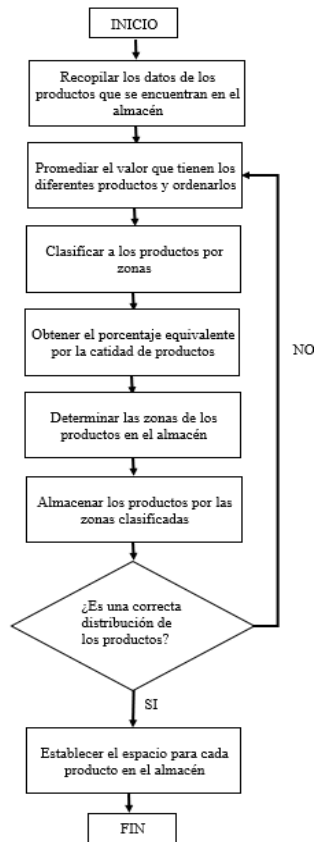 INICIO
Recopilar los datos de los
productos que se encuentran en el
almacén
Promediar el valor que tienen los
diferentes productos y ordenarlos
Clasificar a los productos por
zonas
Obtener el porcentaje equivalente
por la catidad de productos
NO
Determinar las zonas de los
productos en el almacén
Almacenar los productos por las
zonas clasificadas
¿Es una correcta
distribución de
los productos?
SI
Establecer el espacio para cada
producto en el almacén
FIN